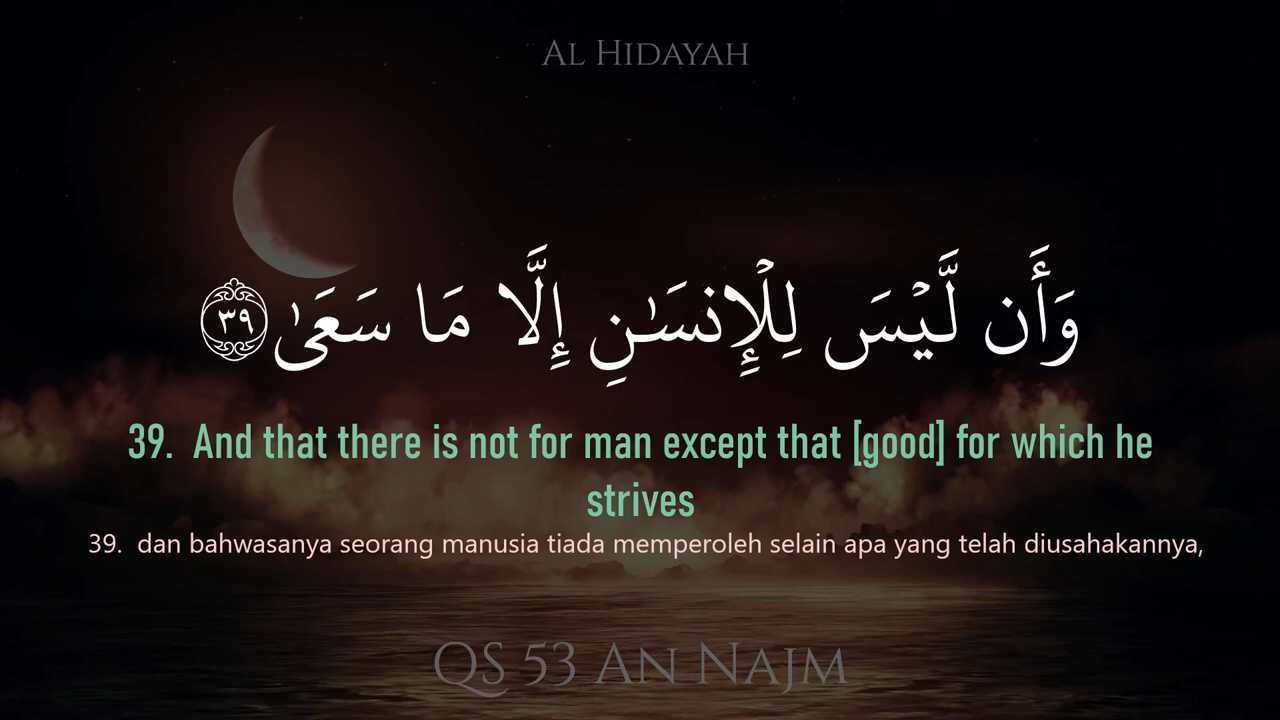 AL HIDAYAH
وَأَن لَّيۡسَ لِلۡإِنسَٰنِ إِلَّا مَا سَعَىٰ ٣٩
39. And that there is not for man except that [good] for which he
strives
39. dan bahwasanya seorang manusia tiada memperoleh selain apa yang telah diusahakannya,
QS 53 AN NAJM